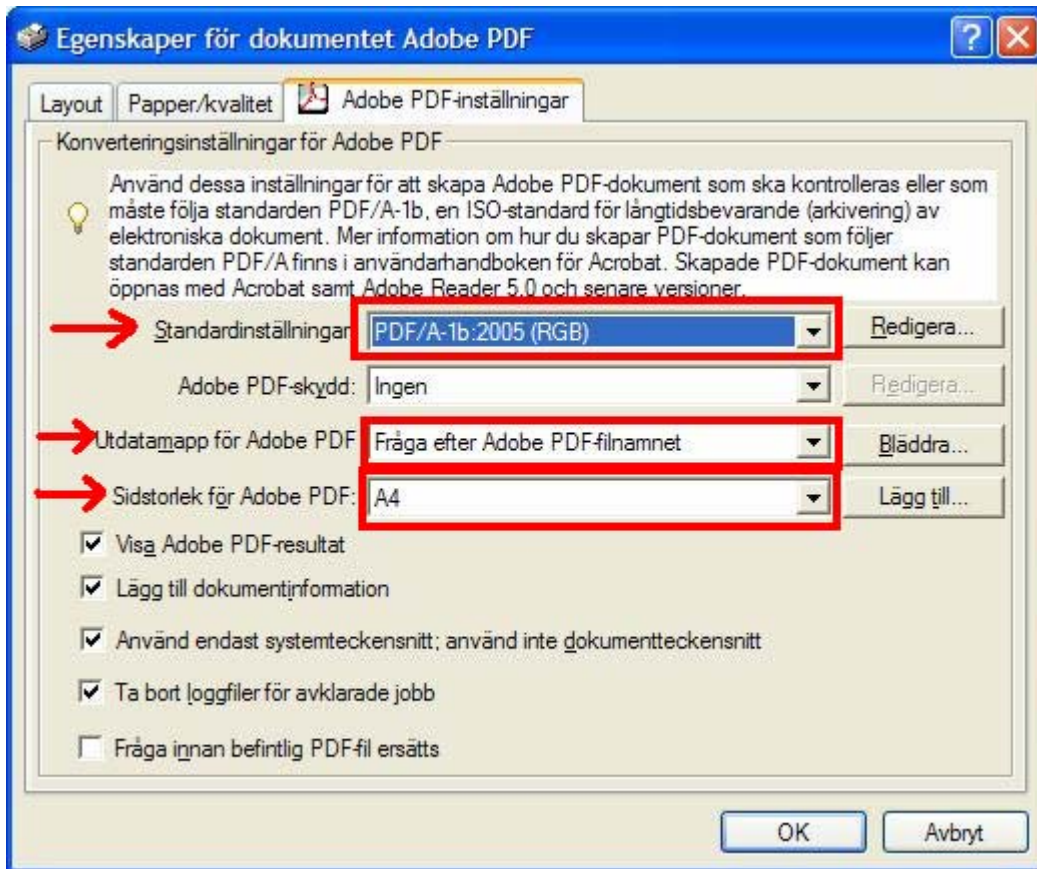 Egenskaper för dokumentet Adobe PDF
Layout Papper/kvalitet Adobe PDF-inställningar
Konverteringsinställningar för Adobe PDF
Använd dessa inställningar för att skapa Adobe PDF-dokument som ska kontrolleras eller som
måste följa standarden PDF/A-1b, en ISO-standard för långtidsbevarande (arkivering) av
elektroniska dokument. Mer information om hur du skapar PDF-dokument som följer
standarden PDF/A finns i användarhandboken för Acrobat. Skapade PDF-dokument kan
öppnas med Acrobat samt Adobe Reader 5.0 och senare versioner.
Standardinställningar PDF/A-1b:2005 (RGB) Redigera...
Adobe PDF-skydd: Ingen Redigera...
Utdatamapp för Adobe PDF Fråga efter Adobe PDF-filnamnet Bläddra...
Sidstorlek för Adobe PDF: A4 Lägg till...
Visa Adobe PDF-resultat
Lägg till dokumentinformation
Använd endast systemteckensnitt; använd inte dokumentteckensnitt
Ta bort loggfiler för avklarade jobb
Fråga innan befintlig PDF-fil ersätts
OK Avbryt